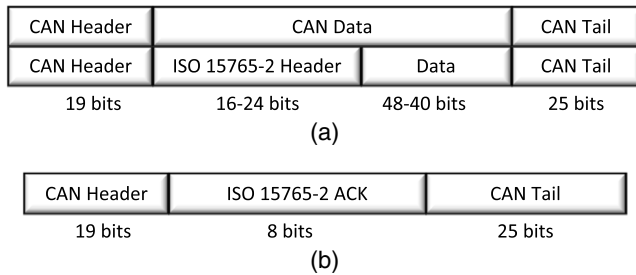 CAN Header CAN Data CAN Tail
CAN Header ISO 15765-2 Header Data CAN Tail
19 bits 16-24 bits 48-40 bits 25 bits
(a)
CAN Header ISO 15765-2 ACK CAN Tail
19 bits 8 bits 25 bits
(b)